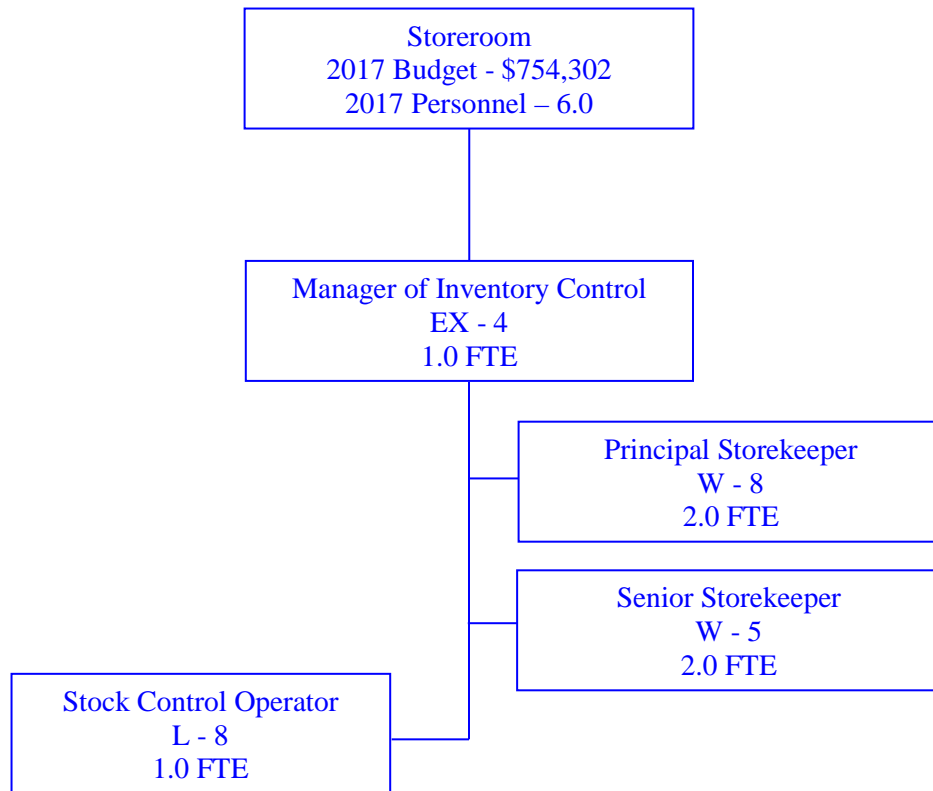 Storeroom
2017 Budget - $754,302
2017 Personnel – 6.0
Manager of Inventory Control
EX - 4
1.0 FTE
Principal Storekeeper
W - 8
2.0 FTE
Senior Storekeeper
W - 5
2.0 FTE
Stock Control Operator
L - 8
1.0 FTE